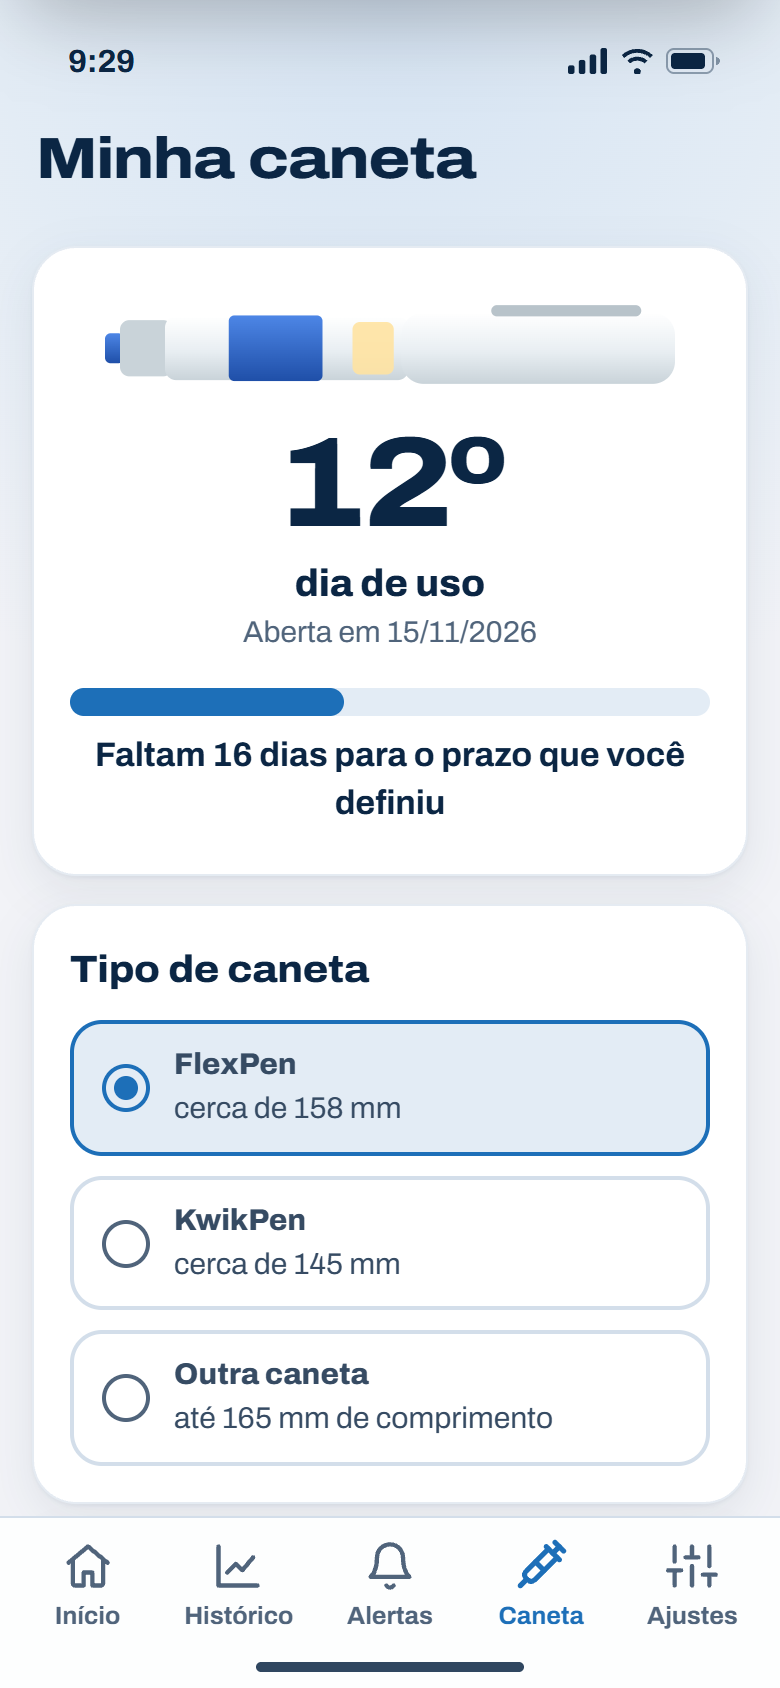 9:29
Minha caneta
12º
dia de uso
Aberta em 15/11/2026
Faltam 16 dias para o prazo que você
definiu
Tipo de caneta
FlexPen
cerca de 158 mm
KwikPen
cerca de 145 mm
Outra caneta
até 165 mm de comprimento
Início
Histórico
Alertas
Caneta
Ajustes